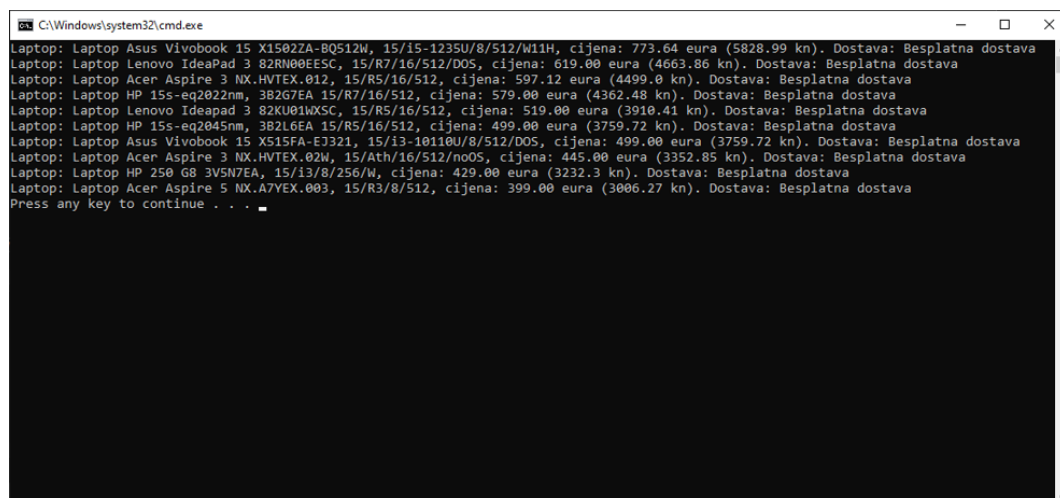 C:\Windows\system32\cmd.exe
Laptop: Laptop Asus Vivobook 15 X1502ZA-BQ512W, 15/i5-1235U/8/512/W11H, cijena: 773.64 eura (5828.99 kn). Dostava: Besplatna dostava
Laptop: Laptop Lenovo IdeaPad 3 82RN00EESC, 15/R7/16/512/DOS, cijena: 619.00 eura (4663.86 kn). Dostava: Besplatna dostava
Laptop: Laptop Acer Aspire 3 NX.HVTEX.012, 15/R5/16/512, cijena: 597.12 eura (4499.0 kn). Dostava: Besplatna dostava
Laptop: Laptop HP 15s-eq2022nm, 3B2G7EA 15/R7/16/512, cijena: 579.00 eura (4362.48 kn). Dostava: Besplatna dostava
Laptop: Laptop Lenovo Ideapad 3 82KU01WXSC, 15/R5/16/512, cijena: 519.00 eura (3910.41 kn). Dostava: Besplatna dostava
Laptop: Laptop HP 15s-eq2045nm, 3B2L6EA 15/R5/16/512, cijena: 499.00 eura (3759.72 kn). Dostava: Besplatna dostava
Laptop: Laptop Asus Vivobook 15 X515FA-EJ321, 15/i3-10110U/8/512/DOS, cijena: 499.00 eura (3759.72 kn). Dostava: Besplatna dostava
Laptop: Laptop Acer Aspire 3 NX.HVTEX.02W, 15/Ath/16/512/noOS, cijena: 445.00 eura (3352.85 kn). Dostava: Besplatna dostava
Laptop: Laptop HP 250 G8 3V5N7EA, 15/i3/8/256/W, cijena: 429.00 eura (3232.3 kn). Dostava: Besplatna dostava
Laptop: Laptop Acer Aspire 5 NX.A7YEX.003, 15/R3/8/512, cijena: 399.00 eura (3006.27 kn). Dostava: Besplatna dostava
Press any key to continue . . .